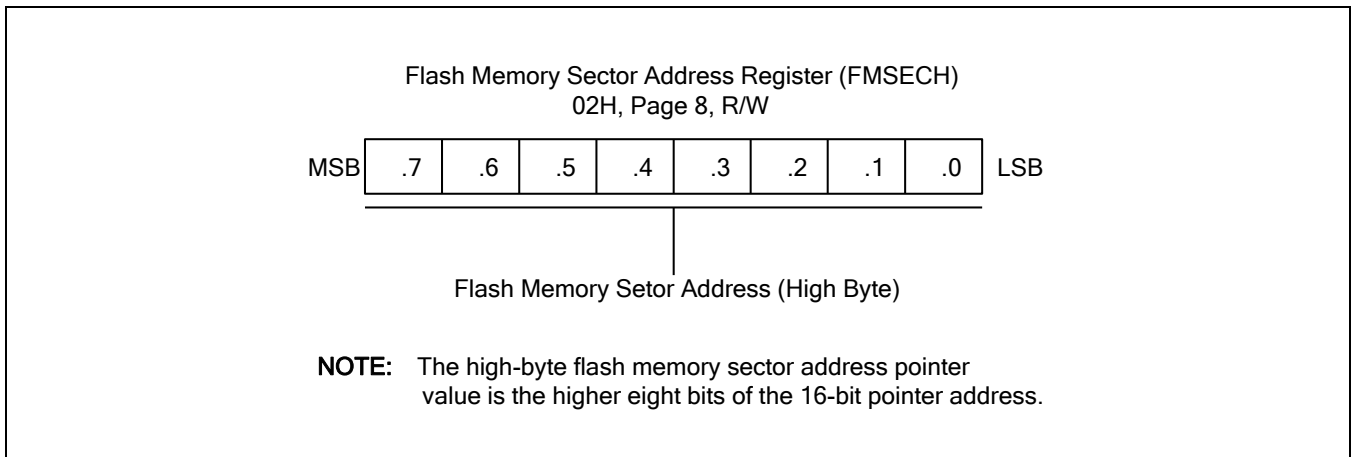 Flash Memory Sector Address Register (FMSECH)
02H, Page 8, R/W
MSB .7 .6 .5 .4 .3 .2 .1 .0 LSB
Flash Memory Setor Address (High Byte)
NOTE: The high-byte flash memory sector address pointer
value is the higher eight bits of the 16-bit pointer address.